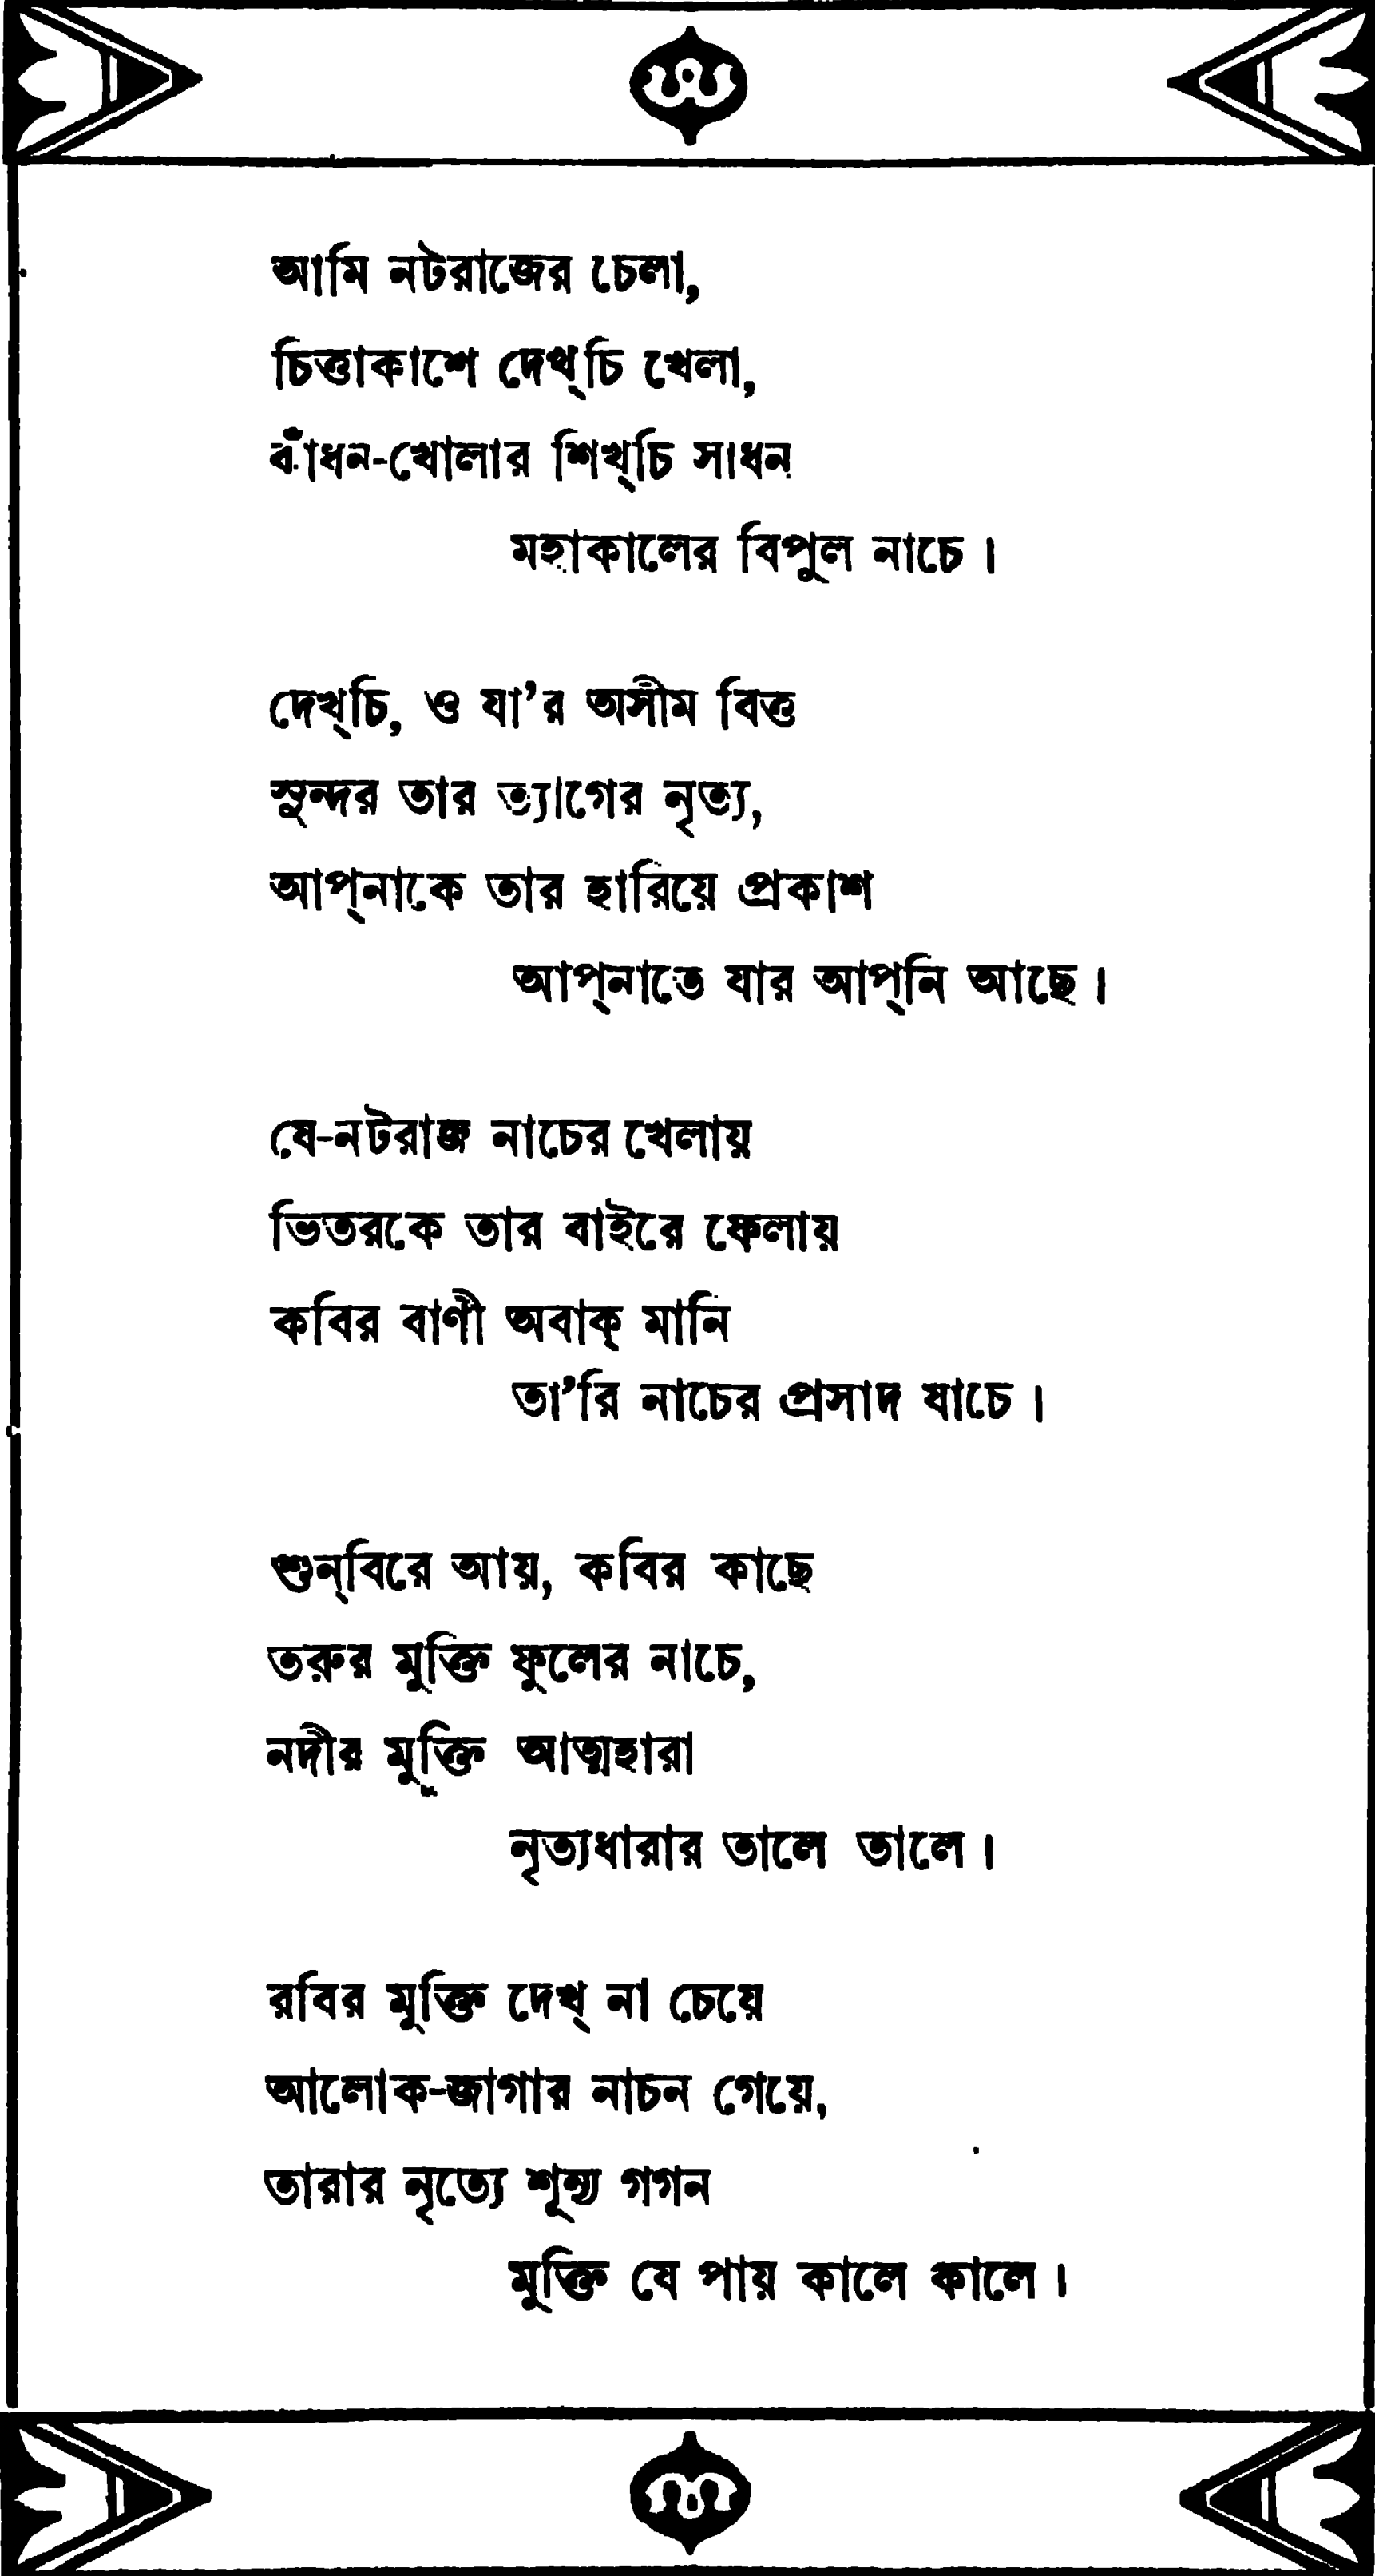 আমি নটরাজের চেলা,
চিত্তাকাশে দেখ্‌চি খেলা,
বাঁধন-খোলার শিখ্‌চি সাধন
মহাকালের বিপুল নাচে।
দেখ্‌চি, ও যা’র অসীম বিত্ত
সুন্দর তার ত্যাগের নৃত্য,
আপ্‌নাকে তার হারিয়ে প্রকাশ
আপ্‌নাতে যার আপ্‌নি আছে।
যে-নটরাজ নাচের খেলায়
ভিতরকে তার বাইরে ফেলায়
কবির বাণী অবাক্ মানি
তা’রি নাচের প্রসাদ যাচে।
শুন্‌বিরে আয়, কবির কাছে
তরুর মুক্তি ফুলের নাচে,
নদীর মুক্তি আত্মহারা
নৃত্যধারার তালে তালে।
রবির মুক্তি দেখ্ না চেয়ে
আলোক-জাগার নাচন গেয়ে,
তারার নৃত্যে শূন্য গগন
মুক্তি যে পায় কালে কালে।